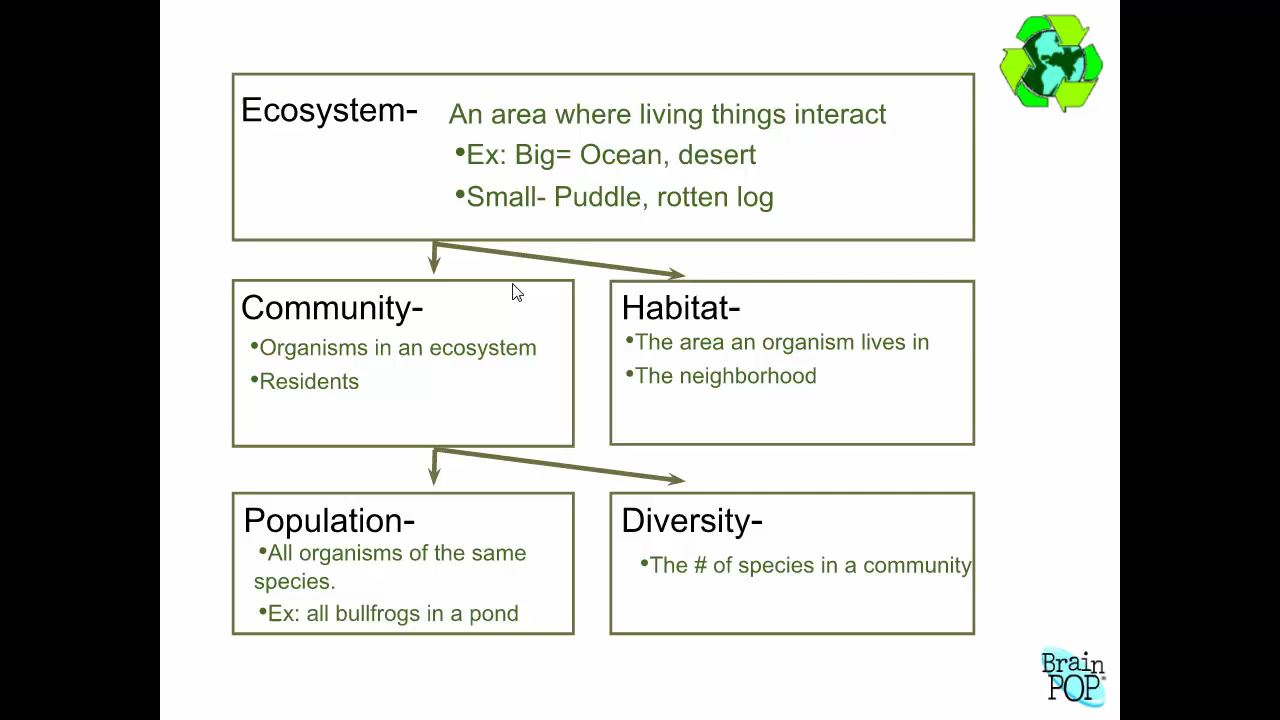 Ecosystem-
An area where living things interact
•Ex: Big= Ocean, desert
•Small- Puddle, rotten log
Community-
•Organisms in an ecosystem
•Residents
Habitat-
•The area an organism lives in
•The neighborhood
Population-
•All organisms of the same
species.
•Ex: all bullfrogs in a pond
Diversity-
•The # of species in a community
Brain
POP